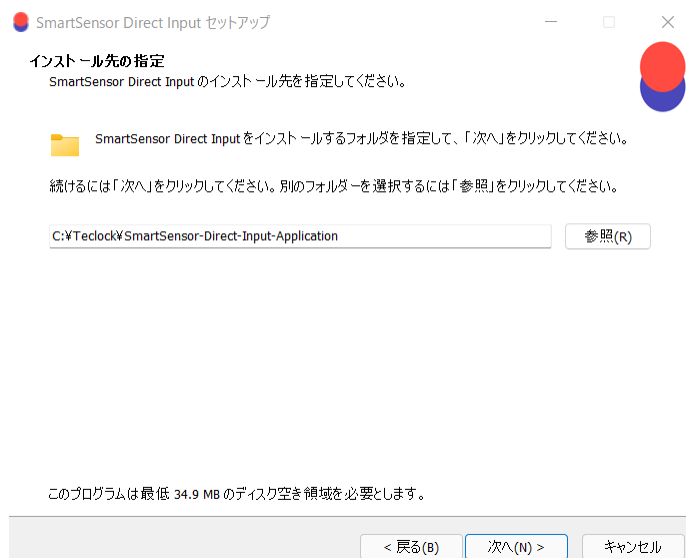 SmartSensor Direct Input セットアップ
インストール先の指定
SmartSensor Direct Input のインストール先を指定してください。
SmartSensor Direct Input をインストールするフォルダを指定して、「次へ」をクリックしてください。
続けるには「次へ」をクリックしてください。別のフォルダーを選択するには「参照」をクリックしてください。
C:¥Teclock¥SmartSensor-Direct-Input-Application
参照(R)
このプログラムは最低 34.9 MB のディスク空き領域を必要とします。
< 戻る(B)
次へ(N) >
キャンセル